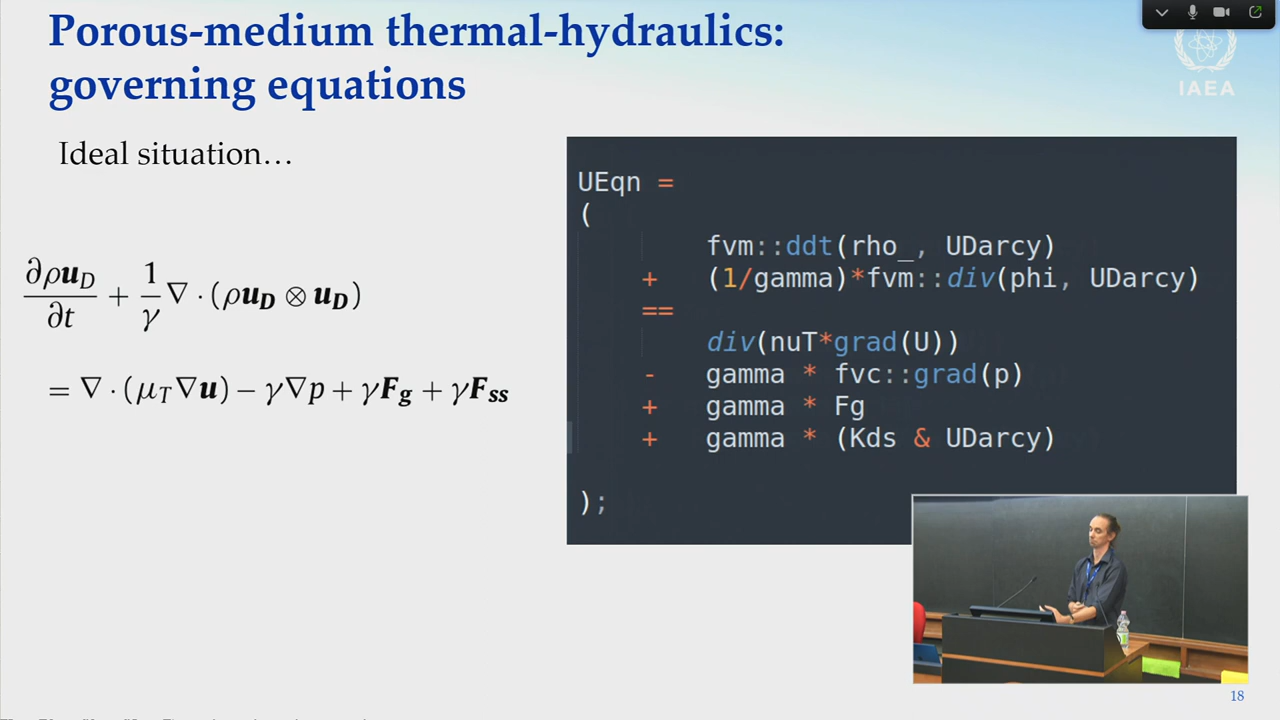 Porous-medium thermal-hydraulics:
governing equations
IAEA
Ideal situation…
∂ρu_D/∂t + 1/γ ∇ · (ρu_D ⊗ u_D)
= ∇ · (μ_T∇u) − γ∇p + γF_g + γF_ss
UEqn =
(
fvm::ddt(rho_, UDarcy)
+ (1/gamma)*fvm::div(phi, UDarcy)
==
div(nuT*grad(U))
- gamma * fvc::grad(p)
+ gamma * Fg
+ gamma * (Kds & UDarcy)
);
18